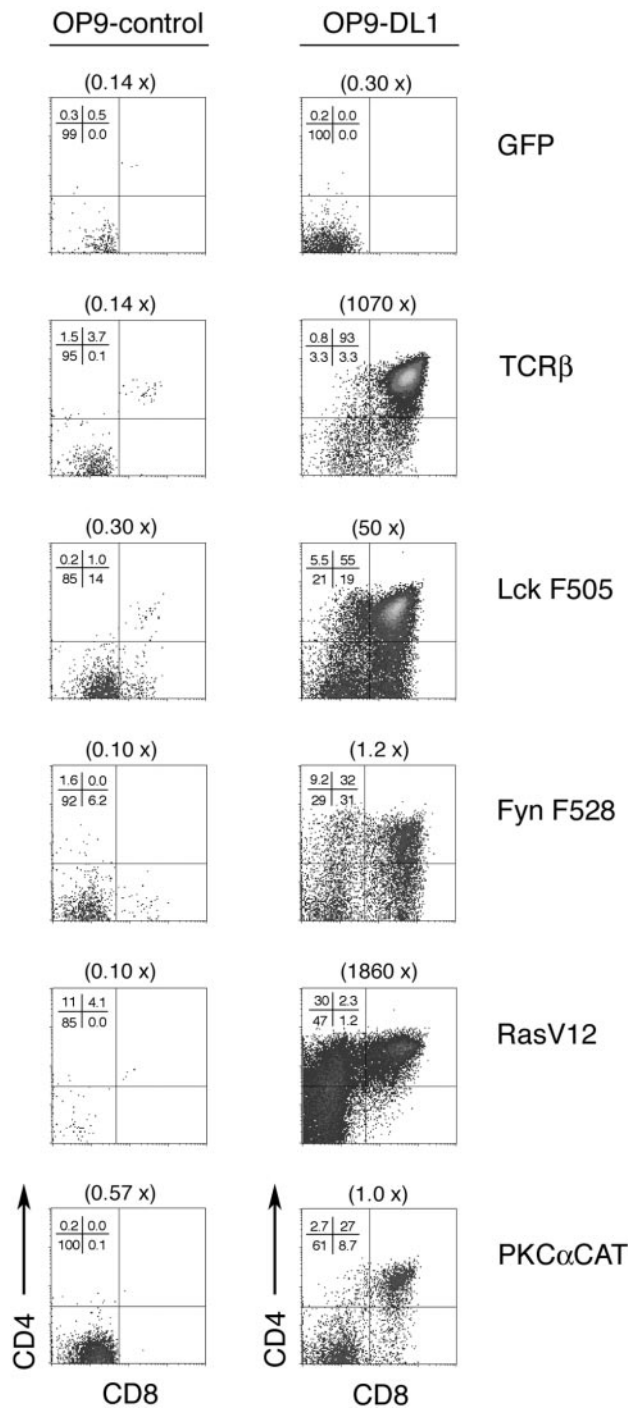 OP9-control OP9-DL1
(0.14 x) (0.30 x)
0.3 0.5 0.2 0.0
99 0.0 100 0.0
GFP
(0.14 x) (1070 x)
1.5 3.7 0.8 93
95 0.1 3.3 3.3
TCRβ
(0.30 x) (50 x)
0.2 1.0 5.5 55
85 14 21 19
Lck F505
(0.10 x) (1.2 x)
1.6 0.0 9.2 32
92 6.2 29 31
Fyn F528
(0.10 x) (1860 x)
11 4.1 30 2.3
85 0.0 47 1.2
RasV12
(0.57 x) (1.0 x)
0.2 0.0 2.7 27
100 0.1 61 8.7
PKCαCAT
CD4 CD4
CD8 CD8